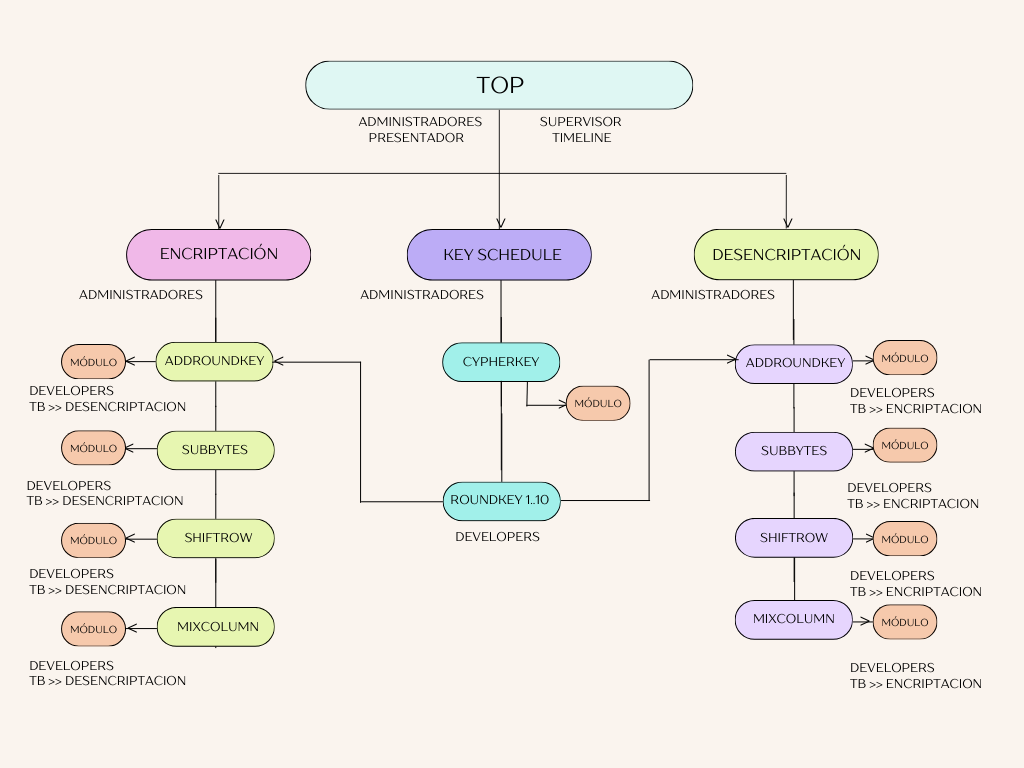 TOP
ADMINISTRADORES
PRESENTADOR
SUPERVISOR
TIMELINE
ENCRIPTACIÓN
KEY SCHEDULE
DESENCRIPTACIÓN
ADMINISTRADORES
ADMINISTRADORES
ADMINISTRADORES
MÓDULO
ADDROUNDKEY
DEVELOPERS
TB >> DESENCRIPTACION
MÓDULO
SUBBYTES
DEVELOPERS
TB >> DESENCRIPTACION
MÓDULO
SHIFTROW
DEVELOPERS
TB >> DESENCRIPTACION
MÓDULO
MIXCOLUMN
DEVELOPERS
TB >> DESENCRIPTACION
CYPHERKEY
MÓDULO
ROUNDKEY 1..10
DEVELOPERS
ADDROUNDKEY
MÓDULO
DEVELOPERS
TB >> ENCRIPTACION
SUBBYTES
MÓDULO
DEVELOPERS
TB >> ENCRIPTACION
SHIFTROW
MÓDULO
DEVELOPERS
TB >> ENCRIPTACION
MIXCOLUMN
MÓDULO
DEVELOPERS
TB >> ENCRIPTACION